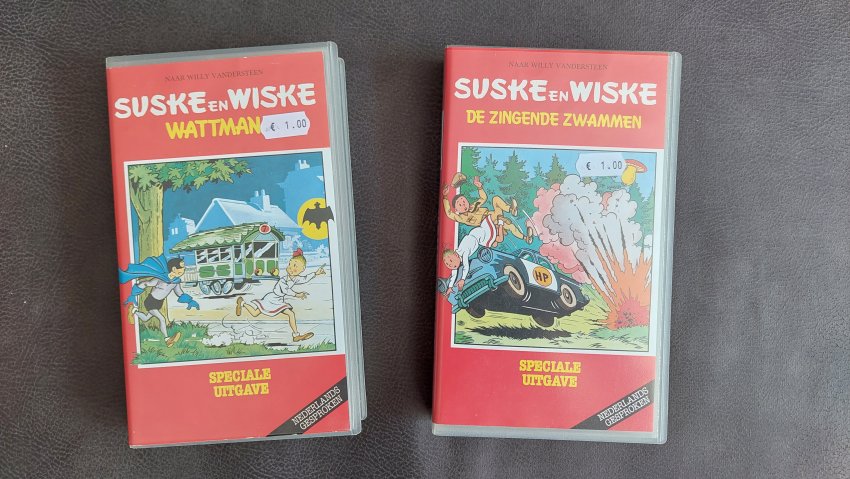 NAAR WILLY VANDERSTEEN
SUSKE EN WISKE
WATTMAN
€ 1.00
SPECIALE
UITGAVE
NEDERLANDS
GESPROKEN
NAAR WILLY VANDERSTEEN
SUSKE EN WISKE
DE ZINGENDE ZWAMMEN
€ 1.00
HP
SPECIALE
UITGAVE
NEDERLANDS
GESPROKEN